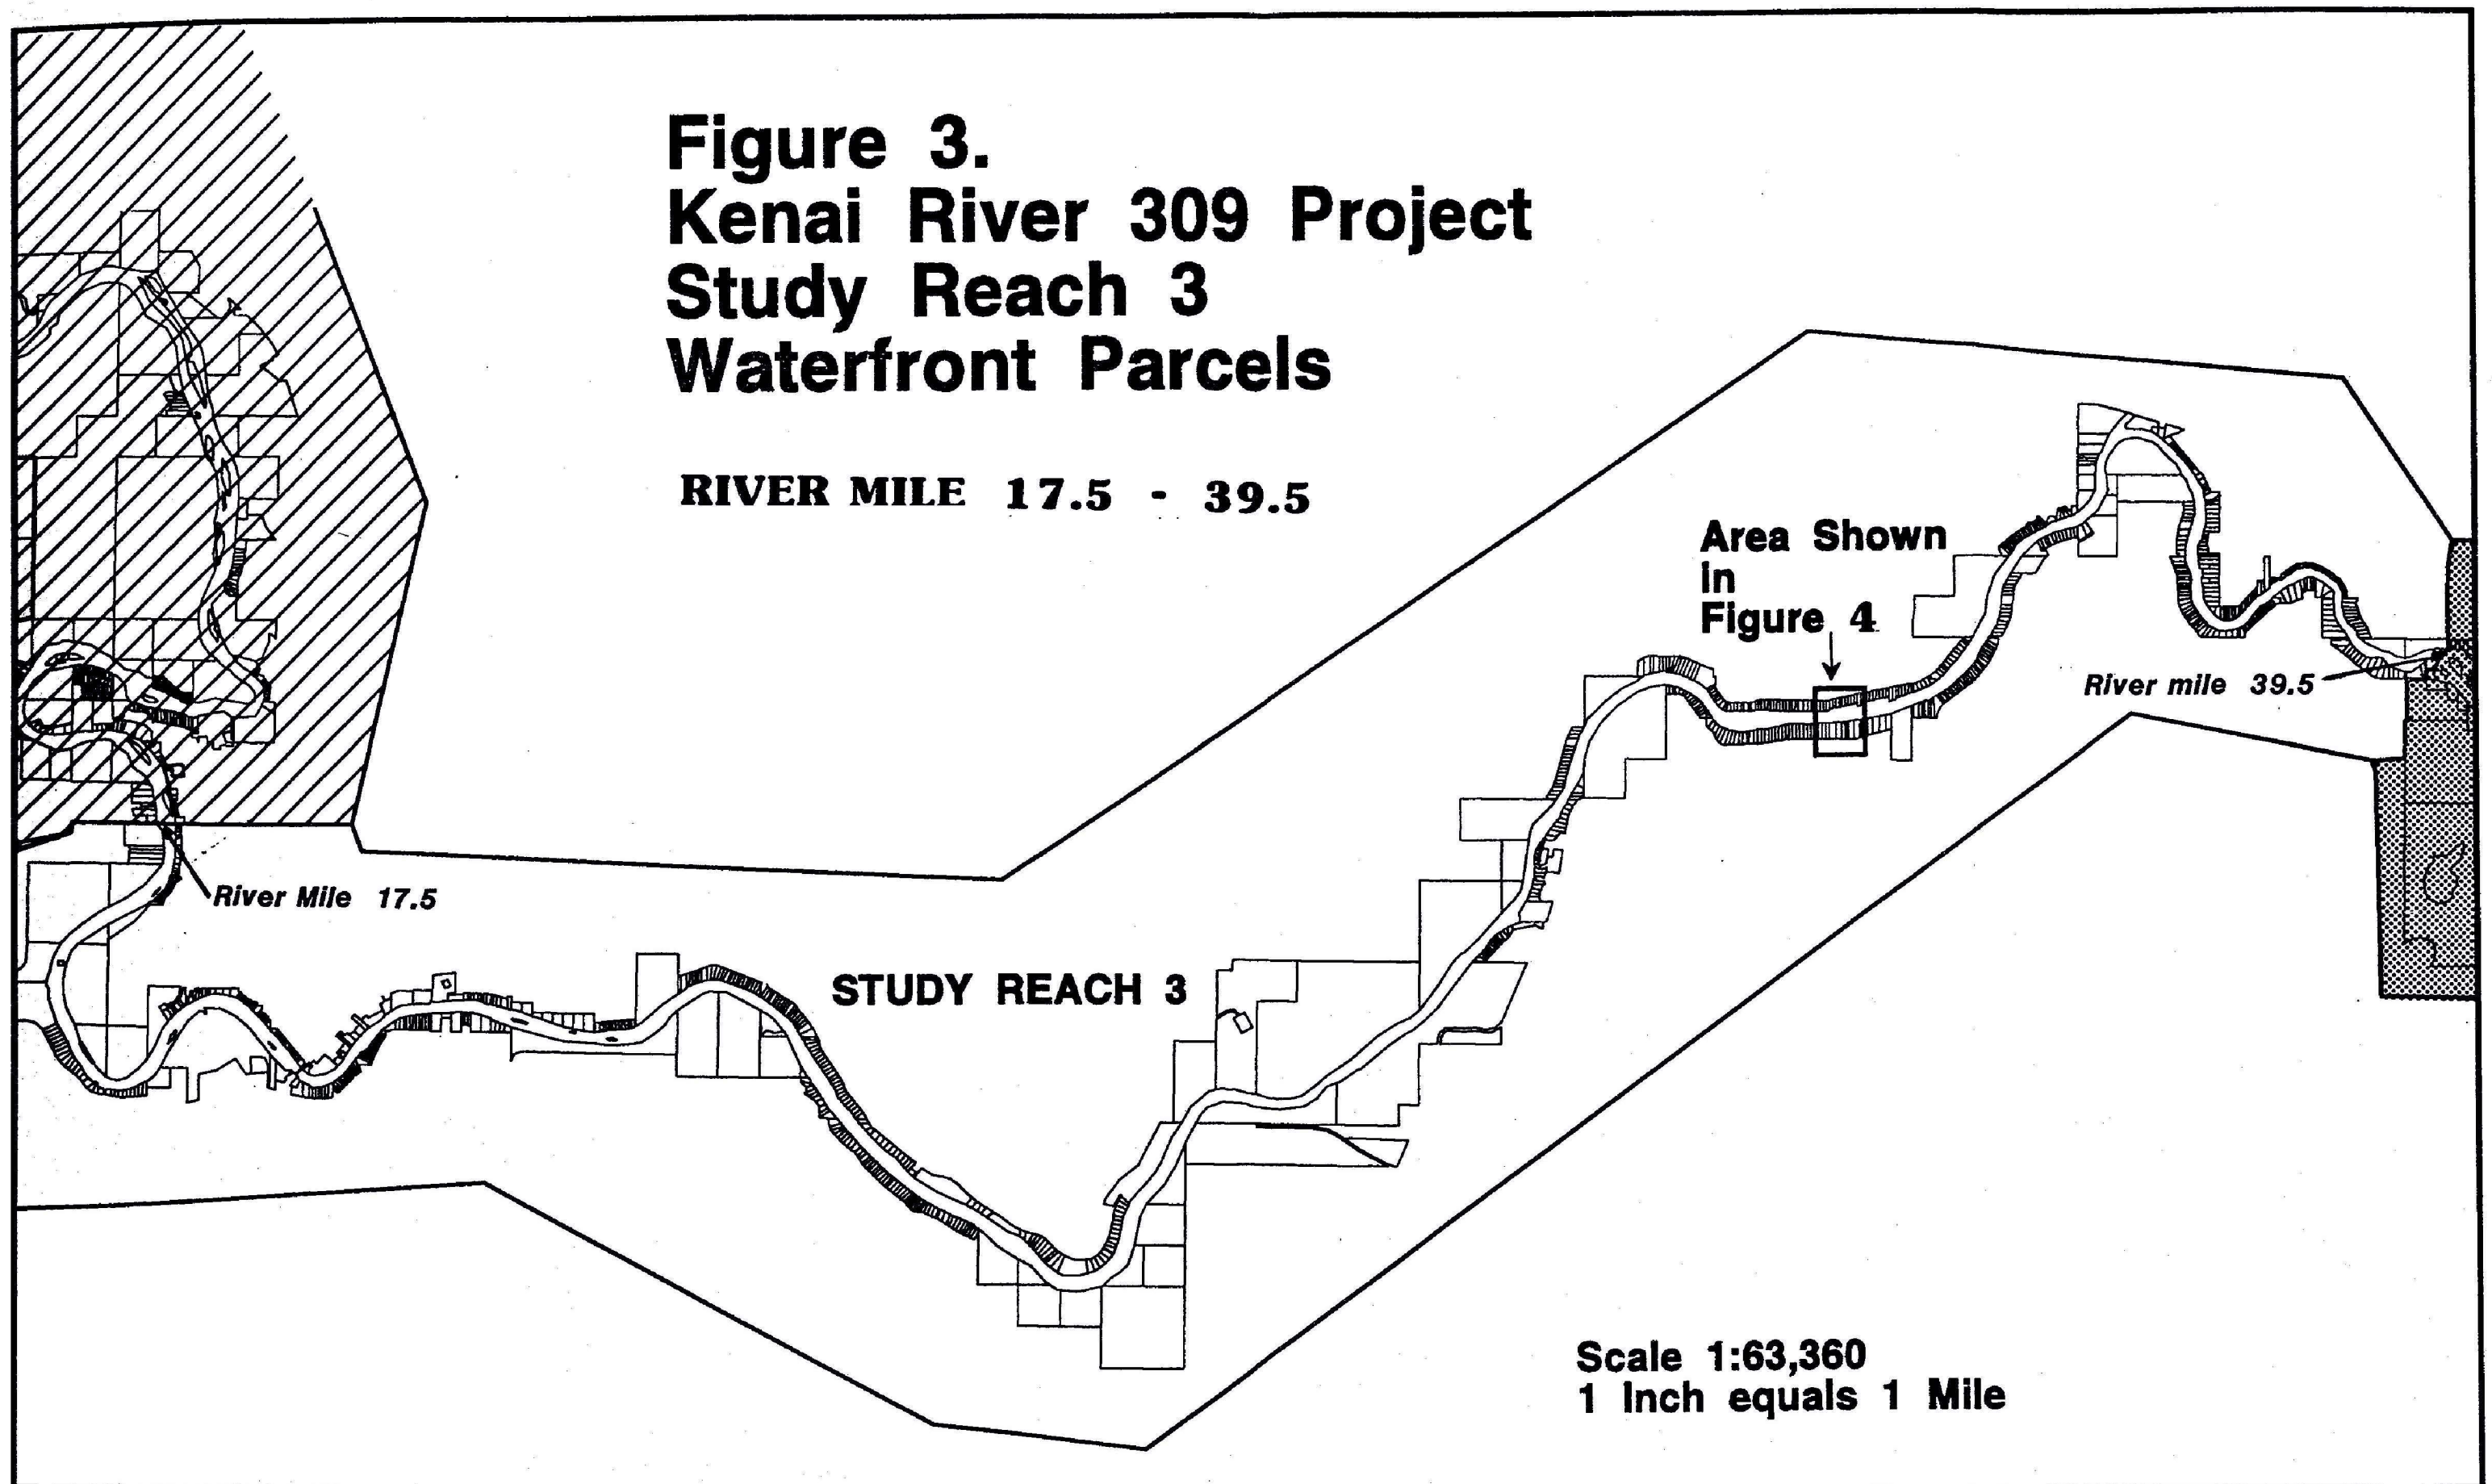 Figure 3.
Kenai River 309 Project
Study Reach 3
Waterfront Parcels
RIVER MILE 17.5 - 39.5
Area Shown
in
Figure 4
River mile 39.5
River Mile 17.5
STUDY REACH 3
Scale 1:63,360
1 Inch equals 1 Mile